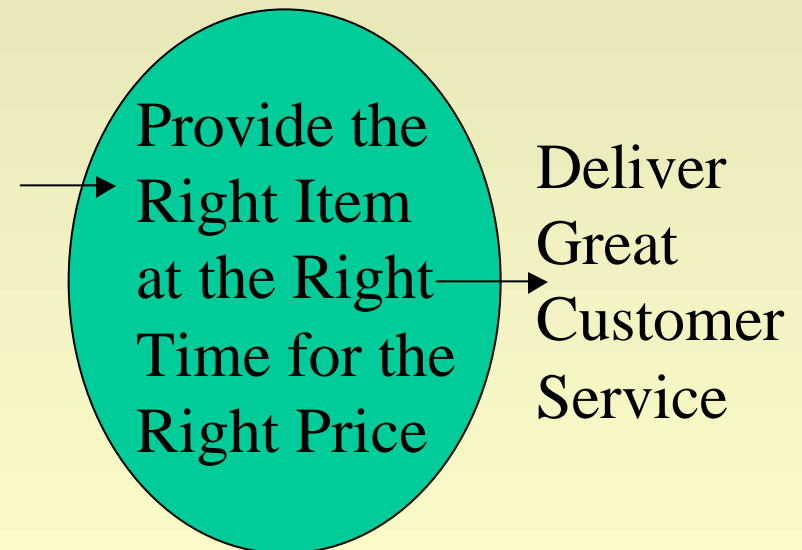 Provide the
Right Item
at the Right
Time for the
Right Price
Deliver
Great
Customer
Service